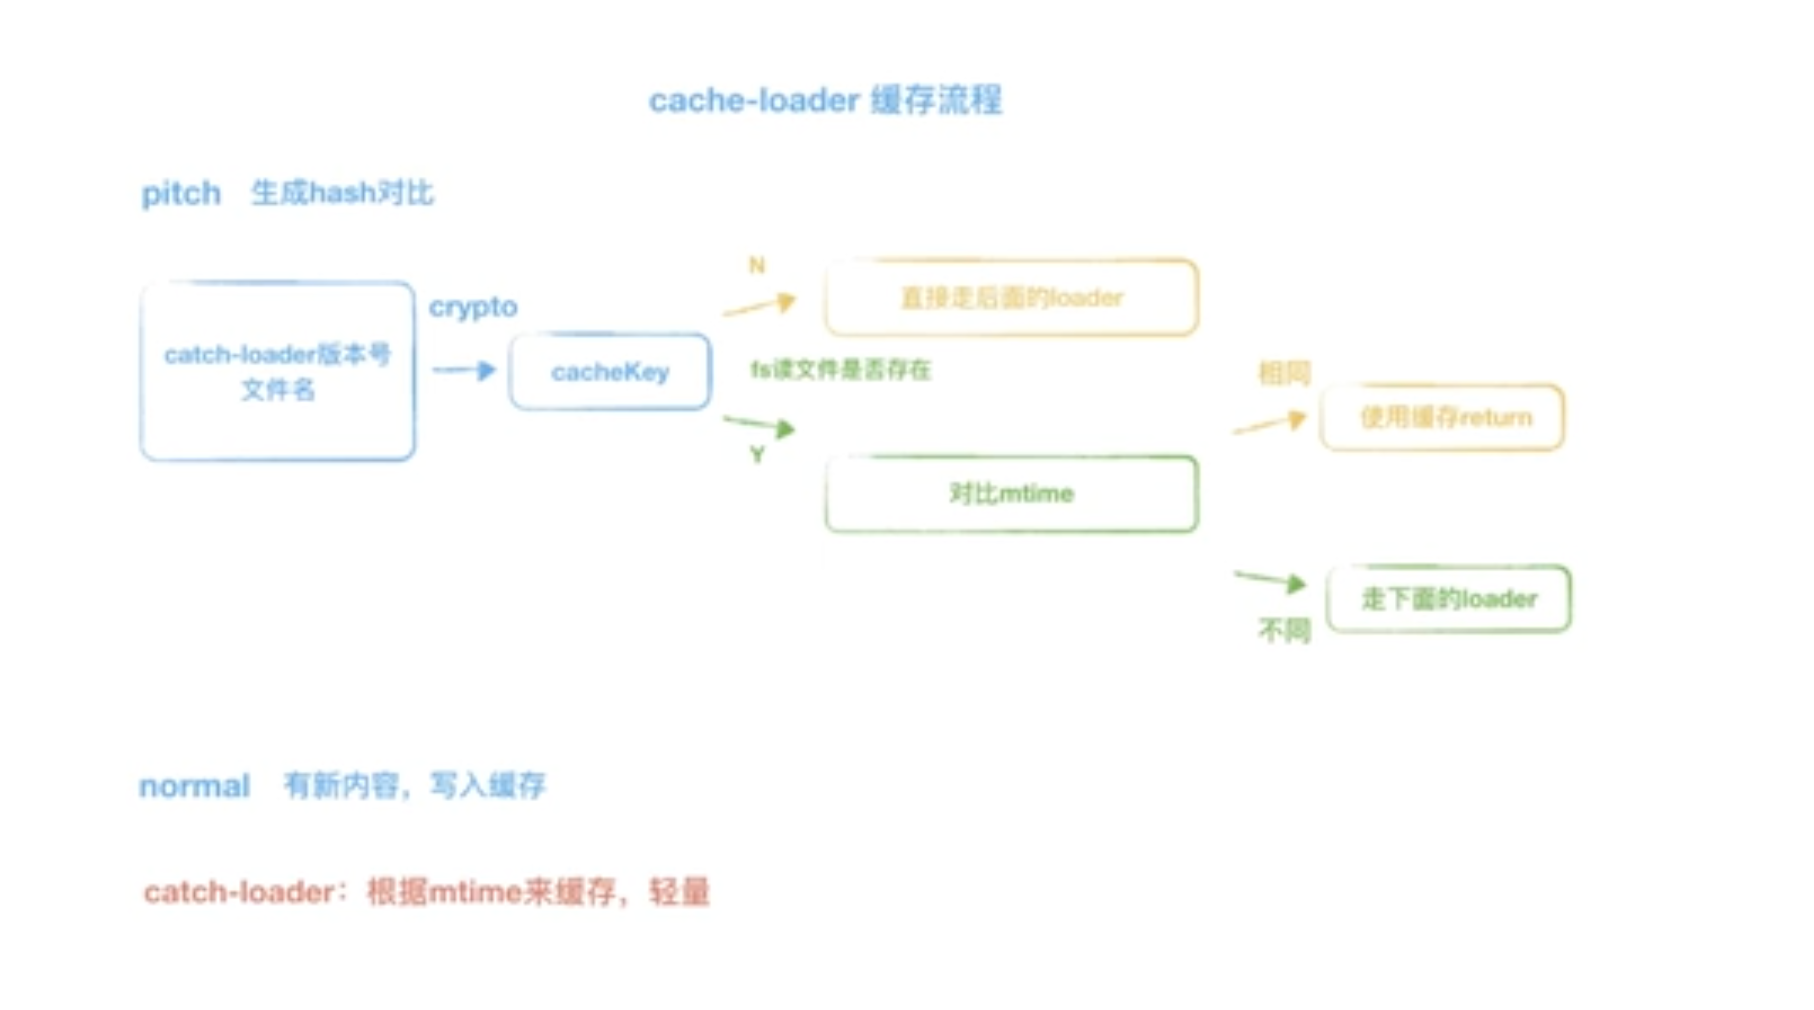 cache-loader 缓存流程
pitch 生成hash对比
crypto
catch-loader版本号
文件名
cacheKey
N
直接走后面的loader
fs读文件是否存在
Y
对比mtime
相同
使用缓存return
走下面的loader
不同
normal 有新内容，写入缓存
catch-loader：根据mtime来缓存，轻量